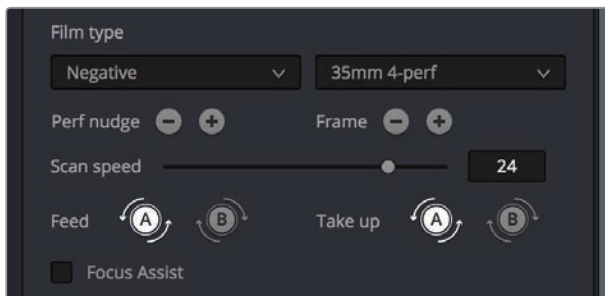 Film type
Negative 35mm 4-perf
Perf nudge Frame
Scan speed 24
Feed A B Take up A B
Focus Assist